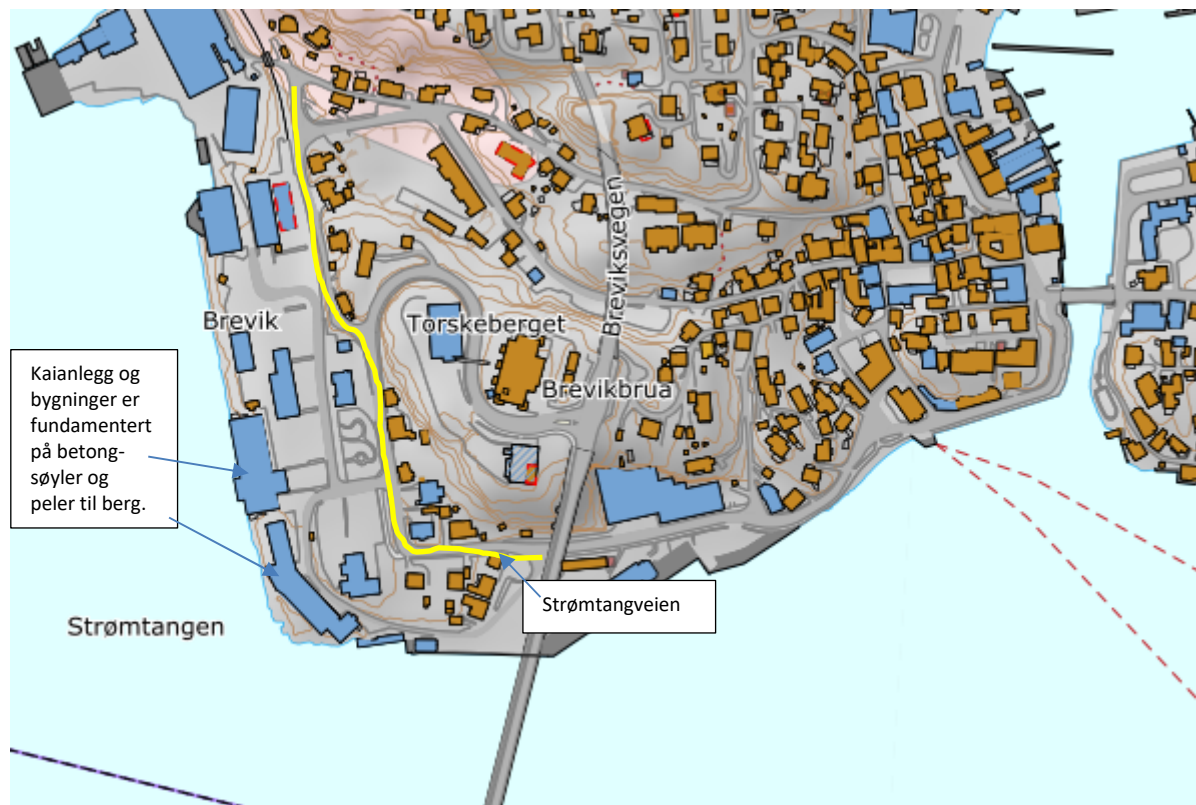 Breviksvegen
Brevik
Torskeberget
Brevikbrua
Kaianlegg og
bygninger er
fundamentert
på betong-
søyler og
peler til berg.
Strømtangveien
Strømtangen